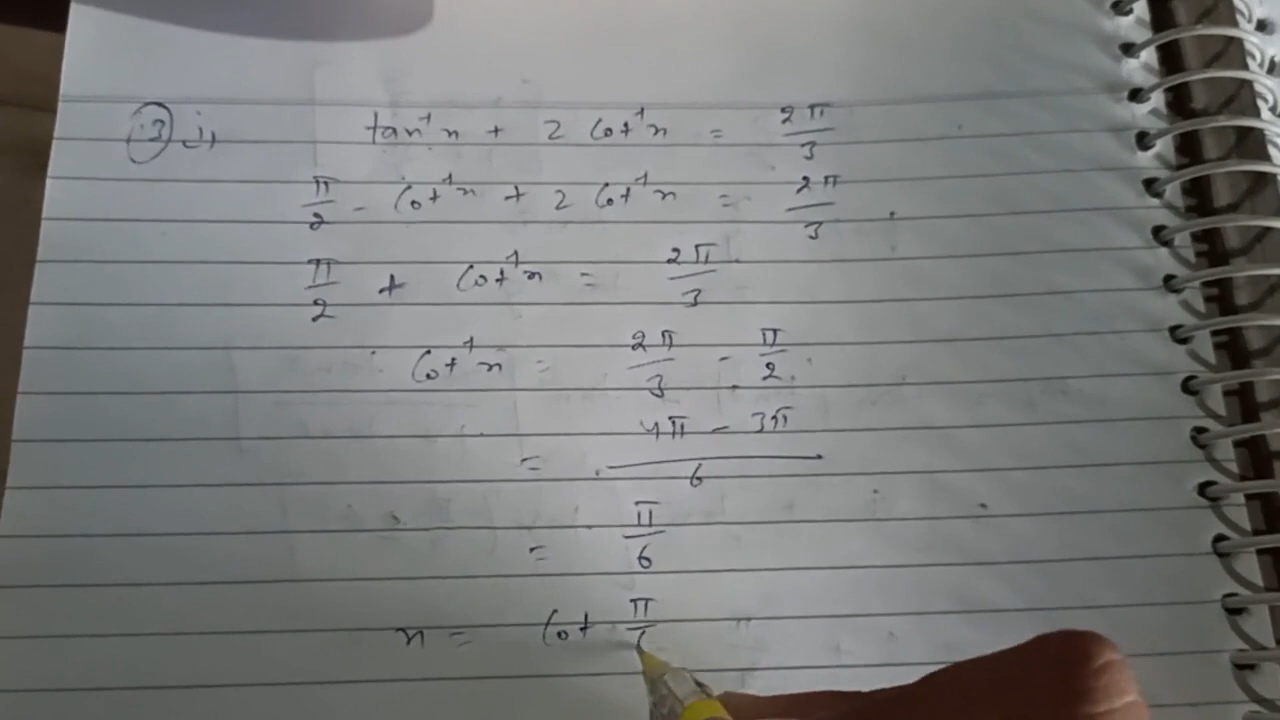 (3) i) tan⁻¹x + 2 cot⁻¹x = 2π/3
π/2 - cot⁻¹x + 2 cot⁻¹x = 2π/3
π/2 + cot⁻¹x = 2π/3
cot⁻¹x = 2π/3 - π/2
= 4π - 3π / 6
= π/6
x = cot π/6